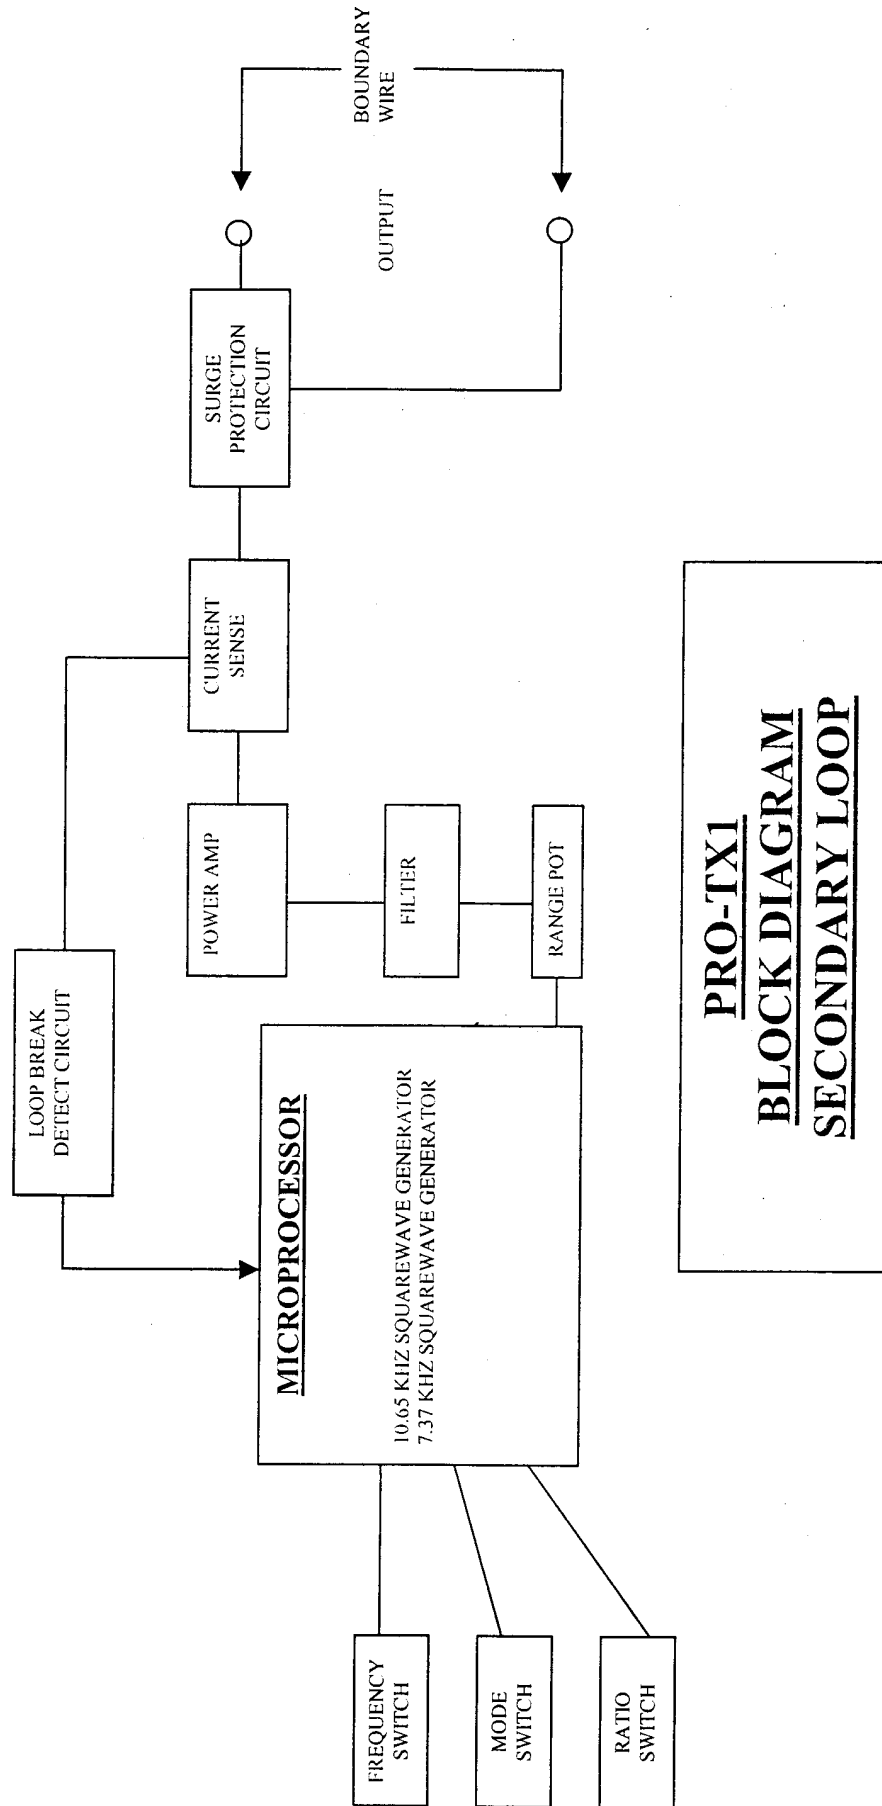 LOOP BREAK
DETECT CIRCUIT
FREQUENCY
SWITCH
MODE
SWITCH
RATIO
SWITCH
MICROPROCESSOR
10.65 KHZ SQUAREWAVE GENERATOR
7.37 KHZ SQUAREWAVE GENERATOR
POWER AMP
FILTER
RANGE POT
CURRENT
SENSE
SURGE
PROTECTION
CIRCUIT
OUTPUT
BOUNDARY
WIRE
PRO-TX1
BLOCK DIAGRAM
SECONDARY LOOP